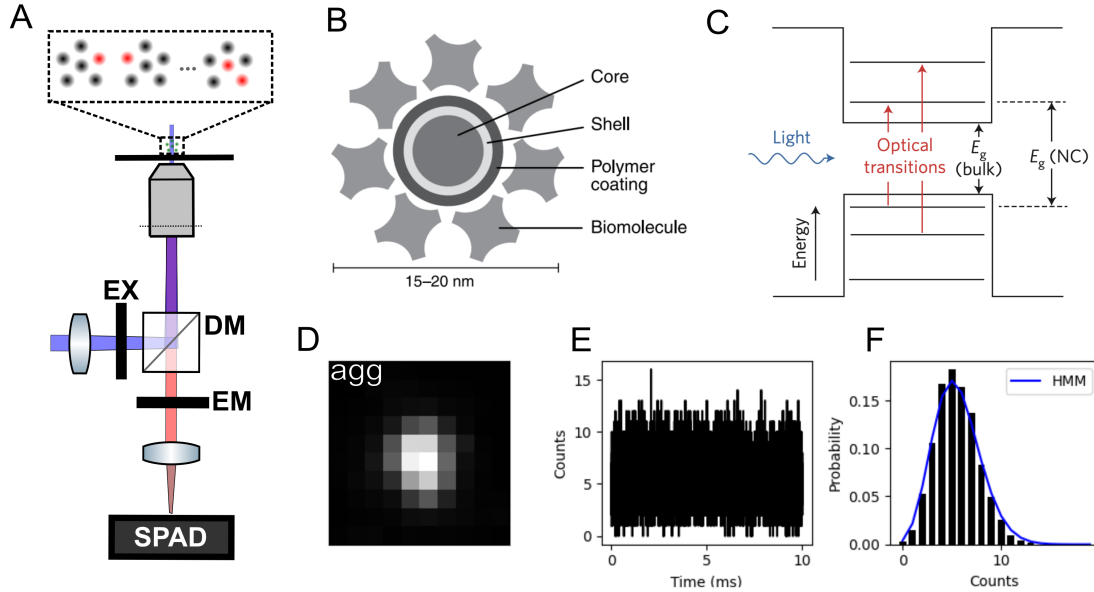 A
EX
DM
EM
SPAD
B
Core
Shell
Polymer
coating
Biomolecule
15–20 nm
C
Light
Optical
transitions
Eg
(bulk)
Eg (NC)
Energy
D
agg
E
15
10
5
0
Counts
0
5
10
Time (ms)
F
HMM
0.15
0.10
0.05
0.00
Probability
0
10
Counts